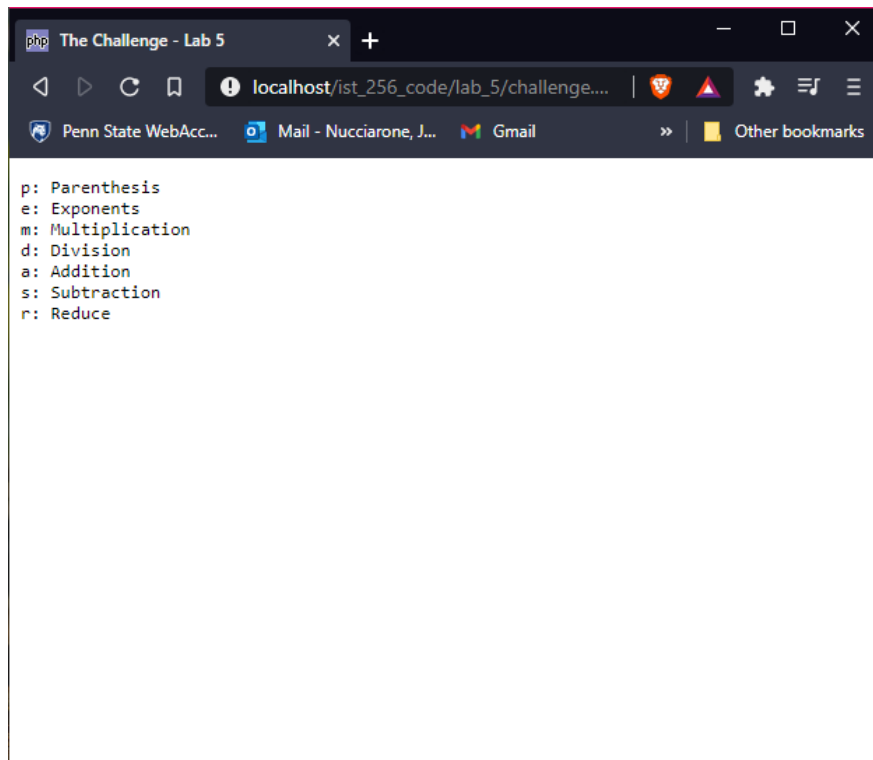 php The Challenge - Lab 5
localhost/ist_256_code/lab_5/challenge....
Penn State WebAcc... Mail - Nucciarone, J... Gmail » Other bookmarks
p: Parenthesis
e: Exponents
m: Multiplication
d: Division
a: Addition
s: Subtraction
r: Reduce